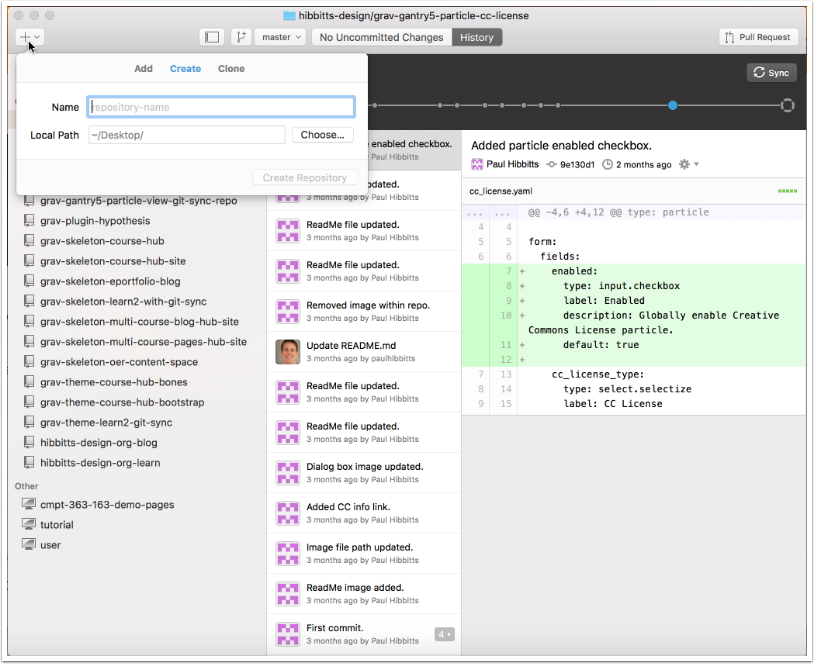 hibbitts-design/grav-gantry5-particle-cc-license
master
No Uncommitted Changes
History
Pull Request
Add
Create
Clone
Sync
Name
repository-name
Local Path
~/Desktop/
Choose...
Create Repository
grav-gantry5-particle-view-git-sync-repo
grav-plugin-hypothesis
grav-skeleton-course-hub
grav-skeleton-course-hub-site
grav-skeleton-eportfolio-blog
grav-skeleton-learn2-with-git-sync
grav-skeleton-multi-course-blog-hub-site
grav-skeleton-multi-course-pages-hub-site
grav-skeleton-oer-content-space
grav-theme-course-hub-bones
grav-theme-course-hub-bootstrap
grav-theme-learn2-git-sync
hibbitts-design-org-blog
hibbitts-design-org-learn
Other
cmpt-363-163-demo-pages
tutorial
user
enabled checkbox.
Paul Hibbitts
3 months ago by Paul Hibbitts
ReadMe file updated.
3 months ago by Paul Hibbitts
ReadMe file updated.
3 months ago by Paul Hibbitts
Removed image within repo.
3 months ago by Paul Hibbitts
Update README.md
3 months ago by paulhibbitts
ReadMe file updated.
3 months ago by Paul Hibbitts
ReadMe file updated.
3 months ago by Paul Hibbitts
Dialog box image updated.
3 months ago by Paul Hibbitts
Added CC info link.
3 months ago by Paul Hibbitts
Image file path updated.
3 months ago by Paul Hibbitts
ReadMe image added.
3 months ago by Paul Hibbitts
First commit.
3 months ago by Paul Hibbitts
4
Added particle enabled checkbox.
Paul Hibbitts 9e130d1 2 months ago
cc_license.yaml
... ... @@ -4,6 +4,12 @@ type: particle
4 4
5 5 form:
6 6 fields:
7 + enabled:
8 + type: input.checkbox
9 + label: Enabled
10 + description: Globally enable Creative
Commons License particle.
11 + default: true
12 +
7 13 cc_license_type:
8 14 type: select.selectize
9 15 label: CC License